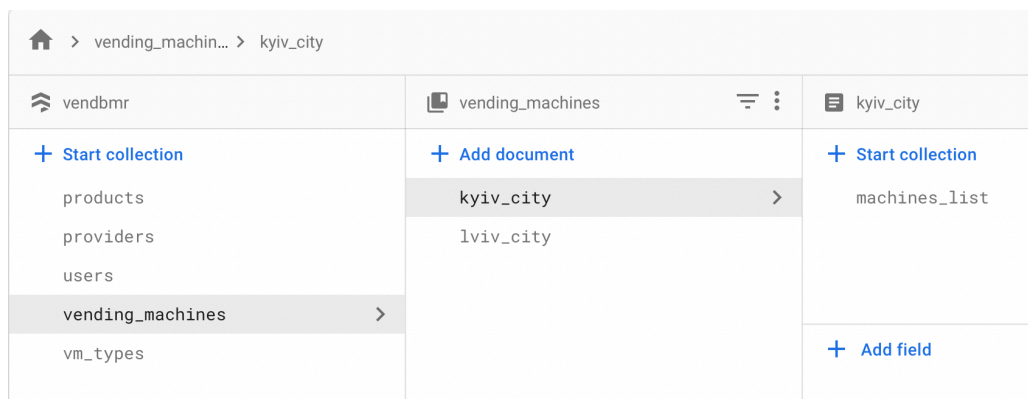 vending_machin... > kyiv_city
vendbmr
vending_machines
kyiv_city
+ Start collection
+ Add document
+ Start collection
products
kyiv_city
machines_list
providers
lviv_city
users
vending_machines
vm_types
+ Add field